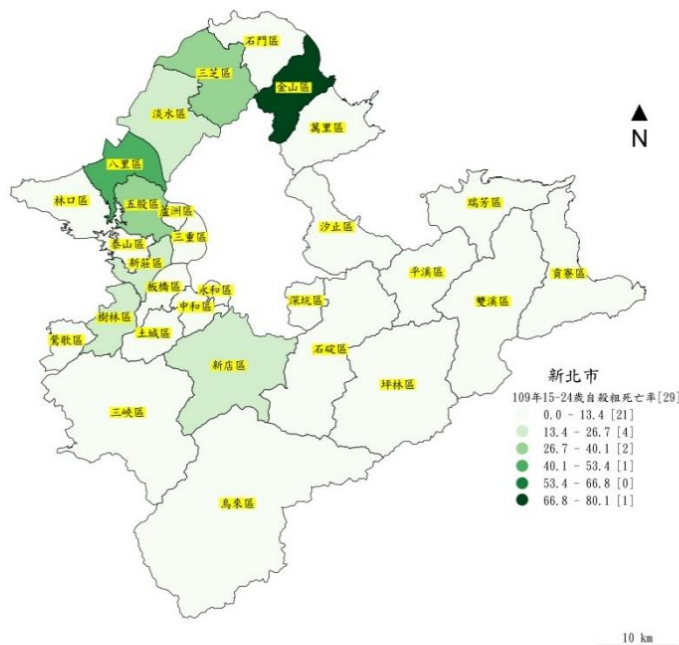 石門區
三芝區
金山區
淡水區
萬里區
N
八里區
林口區
五股區
蘆洲區
瑞芳區
汐止區
三重區
泰山區
新莊區
平溪區
貢寮區
板橋區
永和區
雙溪區
深坑區
中和區
樹林區
土城區
鶯歌區
石碇區
新店區
坪林區
三峽區
烏來區
新北市
109年15-24歲自殺粗死亡率[29]
0.0 - 13.4 [21]
13.4 - 26.7 [4]
26.7 - 40.1 [2]
40.1 - 53.4 [1]
53.4 - 66.8 [0]
66.8 - 80.1 [1]
10 km